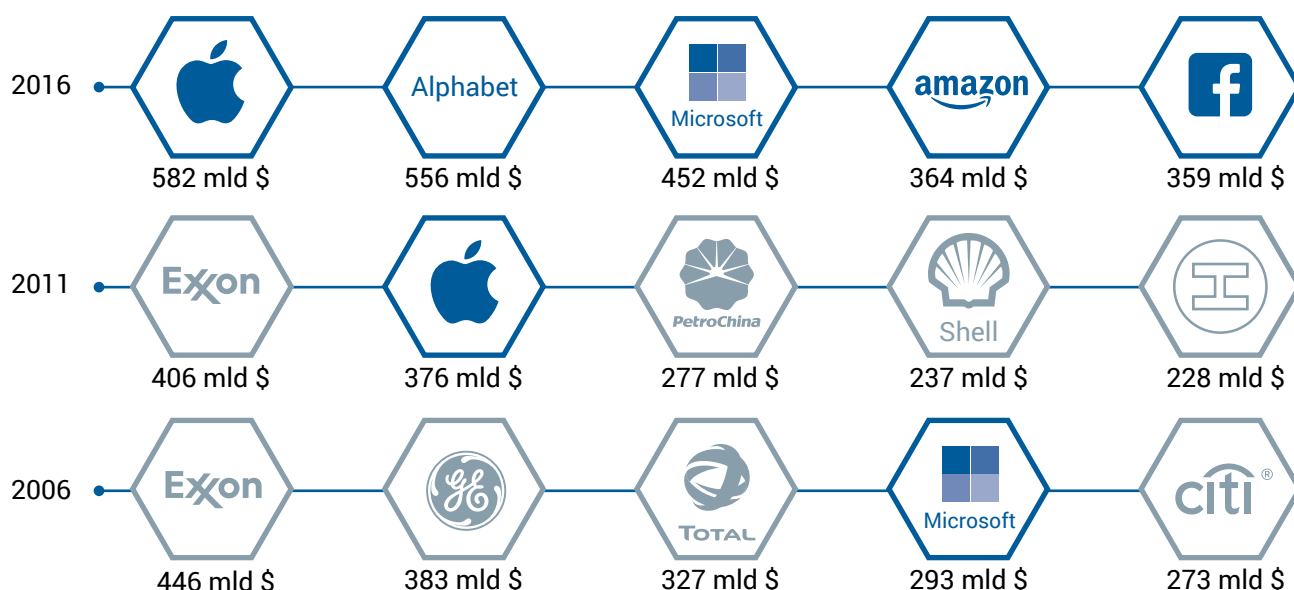 2016
Alphabet
Microsoft
amazon
f
582 mld $
556 mld $
452 mld $
364 mld $
359 mld $
2011
Exxon
PetroChina
Shell
406 mld $
376 mld $
277 mld $
237 mld $
228 mld $
2006
Exxon
GE
TOTAL
Microsoft
citi ®
446 mld $
383 mld $
327 mld $
293 mld $
273 mld $